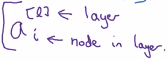 a[l] ← layer
i ← node in layer.